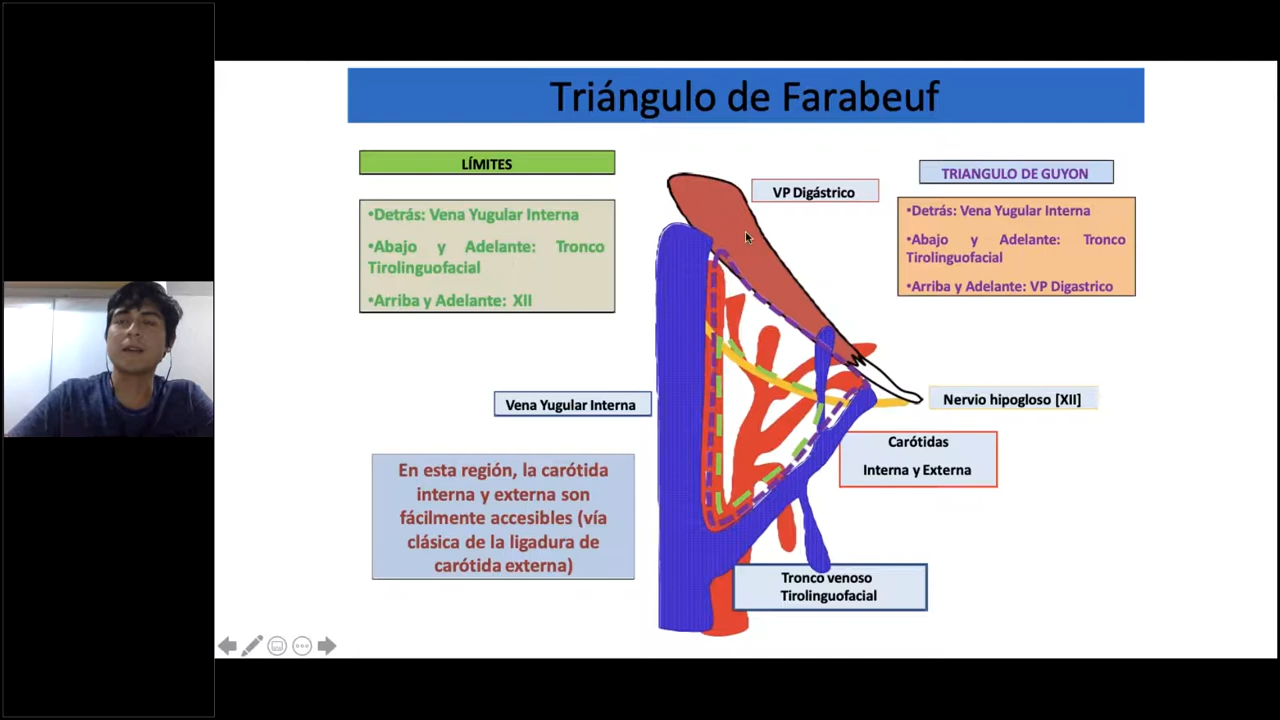 Triángulo de Farabeuf
LÍMITES
•Detrás: Vena Yugular Interna
•Abajo y Adelante: Tronco
Tirolinguofacial
•Arriba y Adelante: XII
VP Digástrico
TRIANGULO DE GUYON
•Detrás: Vena Yugular Interna
•Abajo y Adelante: Tronco
Tirolinguofacial
•Arriba y Adelante: VP Digastrico
Vena Yugular Interna
Nervio hipogloso [XII]
Carótidas
Interna y Externa
En esta región, la carótida
interna y externa son
fácilmente accesibles (vía
clásica de la ligadura de
carótida externa)
Tronco venoso
Tirolinguofacial